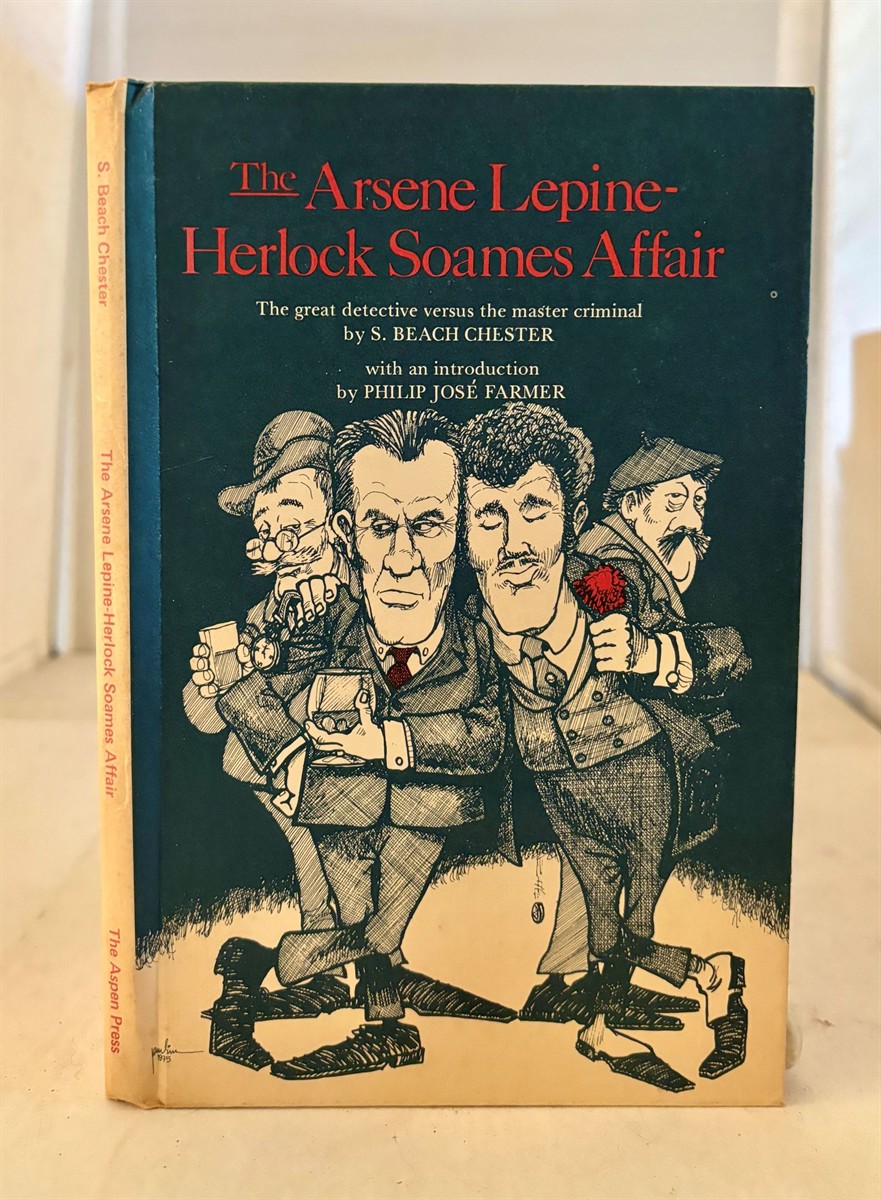 The Arsene Lepine-
Herlock Soames Affair
The great detective versus the master criminal
by S. BEACH CHESTER
with an introduction
by PHILIP JOSÉ FARMER
S. Beach Chester
The Arsene Lepine-Herlock Soames Affair
The Aspen Press
1975